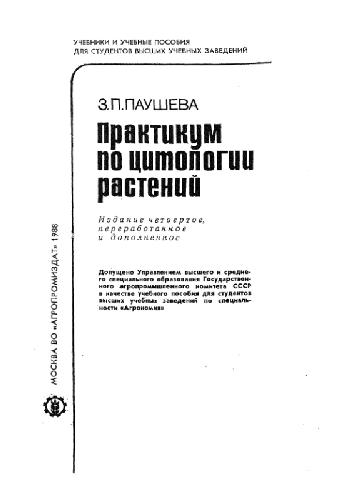 УЧЕБНИКИ И УЧЕБНЫЕ ПОСОБИЯ
ДЛЯ СТУДЕНТОВ ВЫСШИХ УЧЕБНЫХ ЗАВЕДЕНИЙ
З.П.ПАУШЕВА
Практикум
по цитологии
растений
Издание четвертое,
переработанное
и дополненное
Допущено Управлением высшего и средне-
го специального образования Государствен-
ного агропромышленного комитета СССР
в качестве учебного пособия для студентов
высших учебных заведений по специаль-
ности «Агрономия»
МОСКВА ВО «АГРОПРОМИЗДАТ» 1988